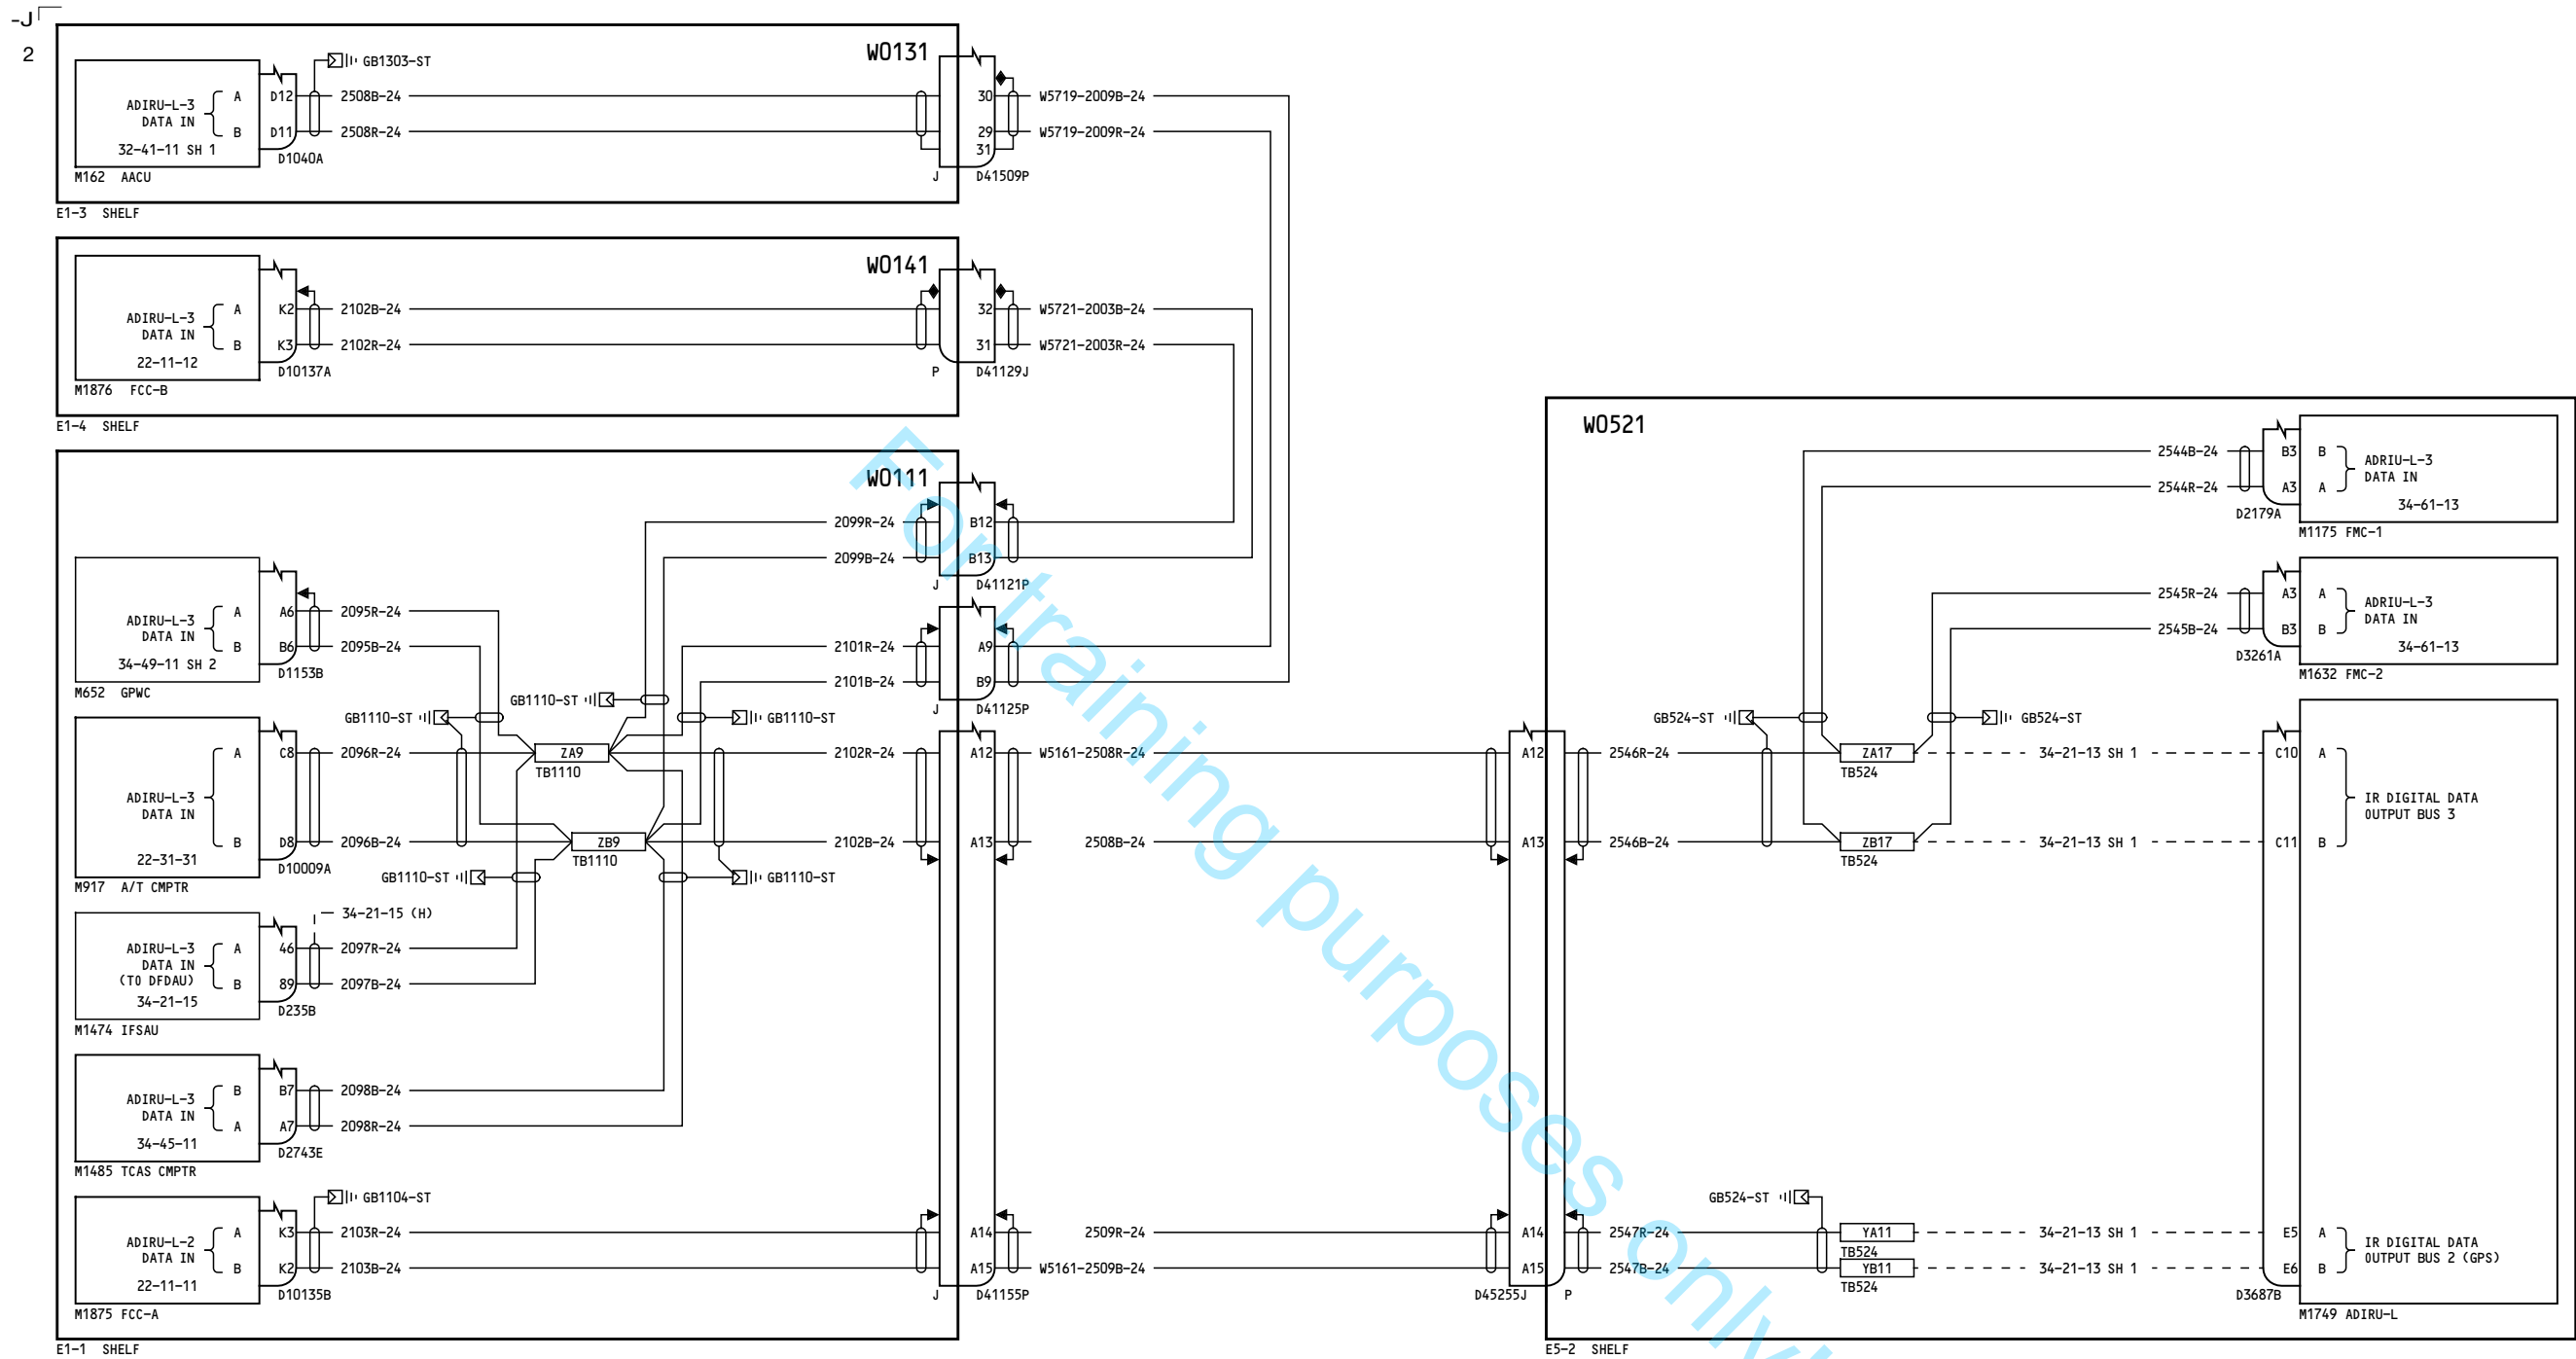 -J
2
W0131
GB1303-ST
ADIRU-L-3
DATA IN
A
B
D12
D11
2508B-24
2508R-24
32-41-11 SH 1
D1040A
M162 AACU
30
29
31
W5719-2009B-24
W5719-2009R-24
J
D41509P
E1-3 SHELF
W0141
ADIRU-L-3
DATA IN
A
B
K2
K3
2102B-24
2102R-24
22-11-12
D10137A
M1876 FCC-B
32
31
W5721-2003B-24
W5721-2003R-24
P
D41129J
E1-4 SHELF
W0111
2099R-24
2099B-24
B12
B13
J
D41121P
ADIRU-L-3
DATA IN
A
B
A6
B6
2095R-24
2095B-24
34-49-11 SH 2
D1153B
M652 GPWC
2101R-24
2101B-24
A9
B9
J
D41125P
GB1110-ST
GB1110-ST
GB1110-ST
ADIRU-L-3
DATA IN
A
B
C8
D8
2096R-24
2096B-24
22-31-31
D10009A
M917 A/T CMPTR
ZA9
TB1110
ZB9
TB1110
2102R-24
2102B-24
A12
A13
W5161-2508R-24
2508B-24
GB1110-ST
GB1110-ST
34-21-15 (H)
ADIRU-L-3
DATA IN
(TO DFDAU)
A
B
46
89
2097R-24
2097B-24
34-21-15
D235B
M1474 IFSAU
ADIRU-L-3
DATA IN
B
A
B7
A7
2098B-24
2098R-24
34-45-11
D2743E
M1485 TCAS CMPTR
GB1104-ST
ADIRU-L-2
DATA IN
A
B
K3
K2
2103R-24
2103B-24
22-11-11
D10135B
M1875 FCC-A
A14
A15
2509R-24
W5161-2509B-24
J
D41155P
E1-1 SHELF
W0521
2544B-24
2544R-24
B3
A3
B
A
ADRIU-L-3
DATA IN
34-61-13
D2179A
M1175 FMC-1
2545R-24
2545B-24
A3
B3
A
B
ADRIU-L-3
DATA IN
34-61-13
D3261A
M1632 FMC-2
GB524-ST
GB524-ST
A12
A13
2546R-24
2546B-24
ZA17
TB524
ZB17
TB524
34-21-13 SH 1
34-21-13 SH 1
C10
C11
A
B
IR DIGITAL DATA
OUTPUT BUS 3
GB524-ST
A14
A15
2547R-24
2547B-24
YA11
TB524
YB11
TB524
34-21-13 SH 1
34-21-13 SH 1
E5
E6
A
B
IR DIGITAL DATA
OUTPUT BUS 2 (GPS)
D45255J
P
D3687B
M1749 ADIRU-L
E5-2 SHELF
For training purposes only!